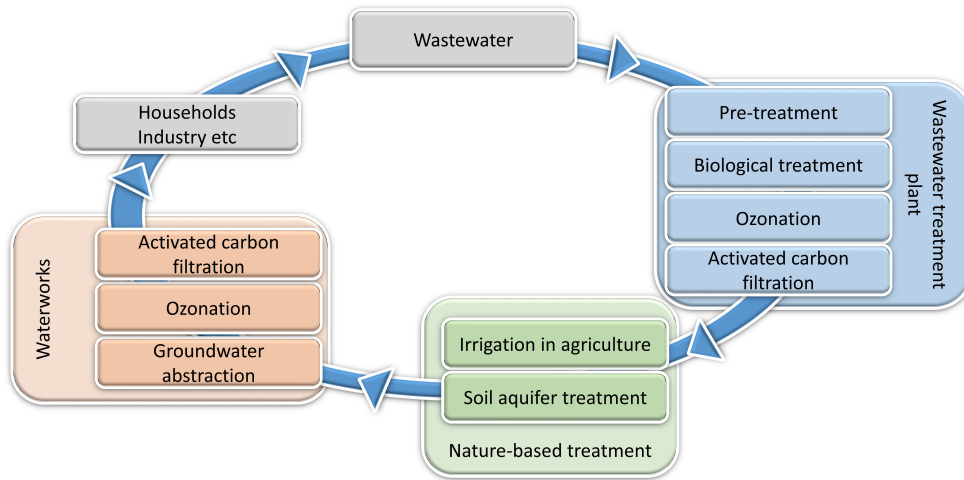 Wastewater
Households
Industry etc
Pre-treatment
Biological treatment
Ozonation
Activated carbon
filtration
Wastewater treatment
plant
Irrigation in agriculture
Soil aquifer treatment
Nature-based treatment
Waterworks
Activated carbon
filtration
Ozonation
Groundwater
abstraction